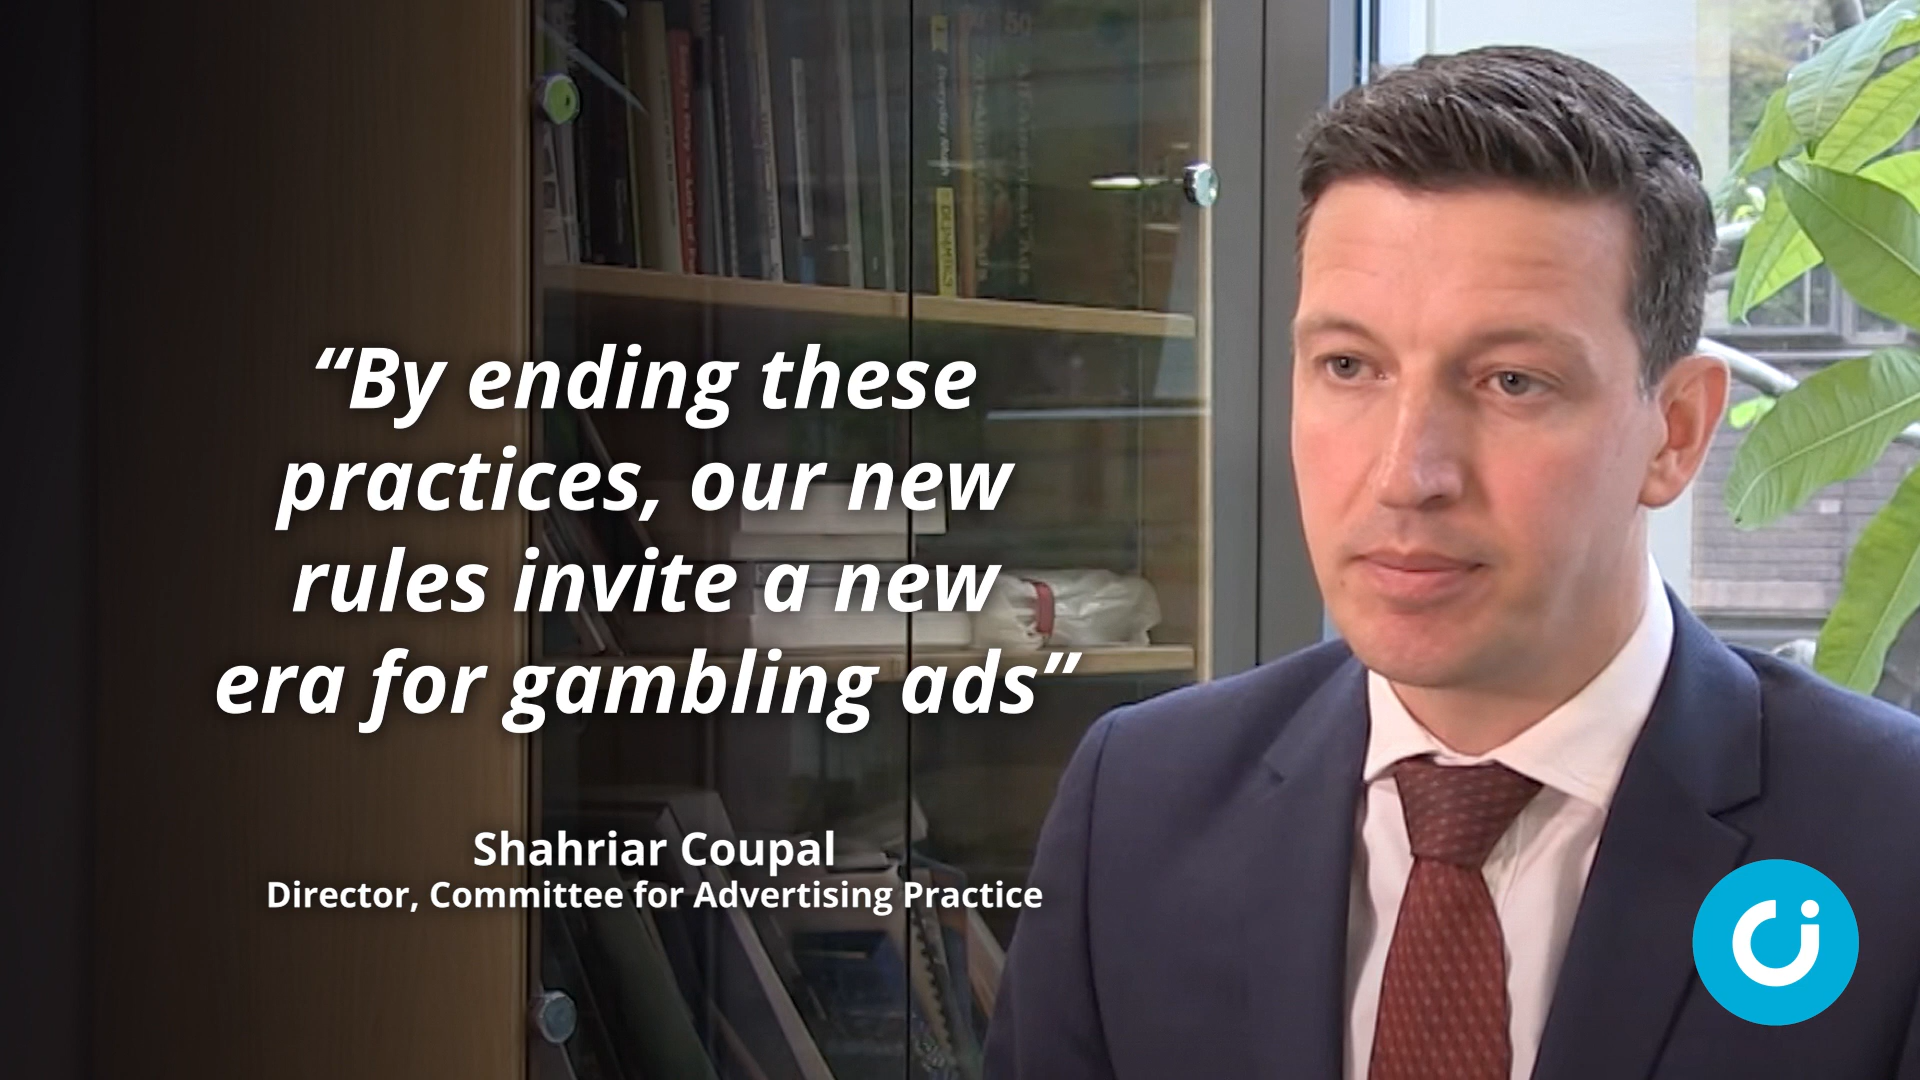 “By ending these
practices, our new
rules invite a new
era for gambling ads”
Shahriar Coupal
Director, Committee for Advertising Practice